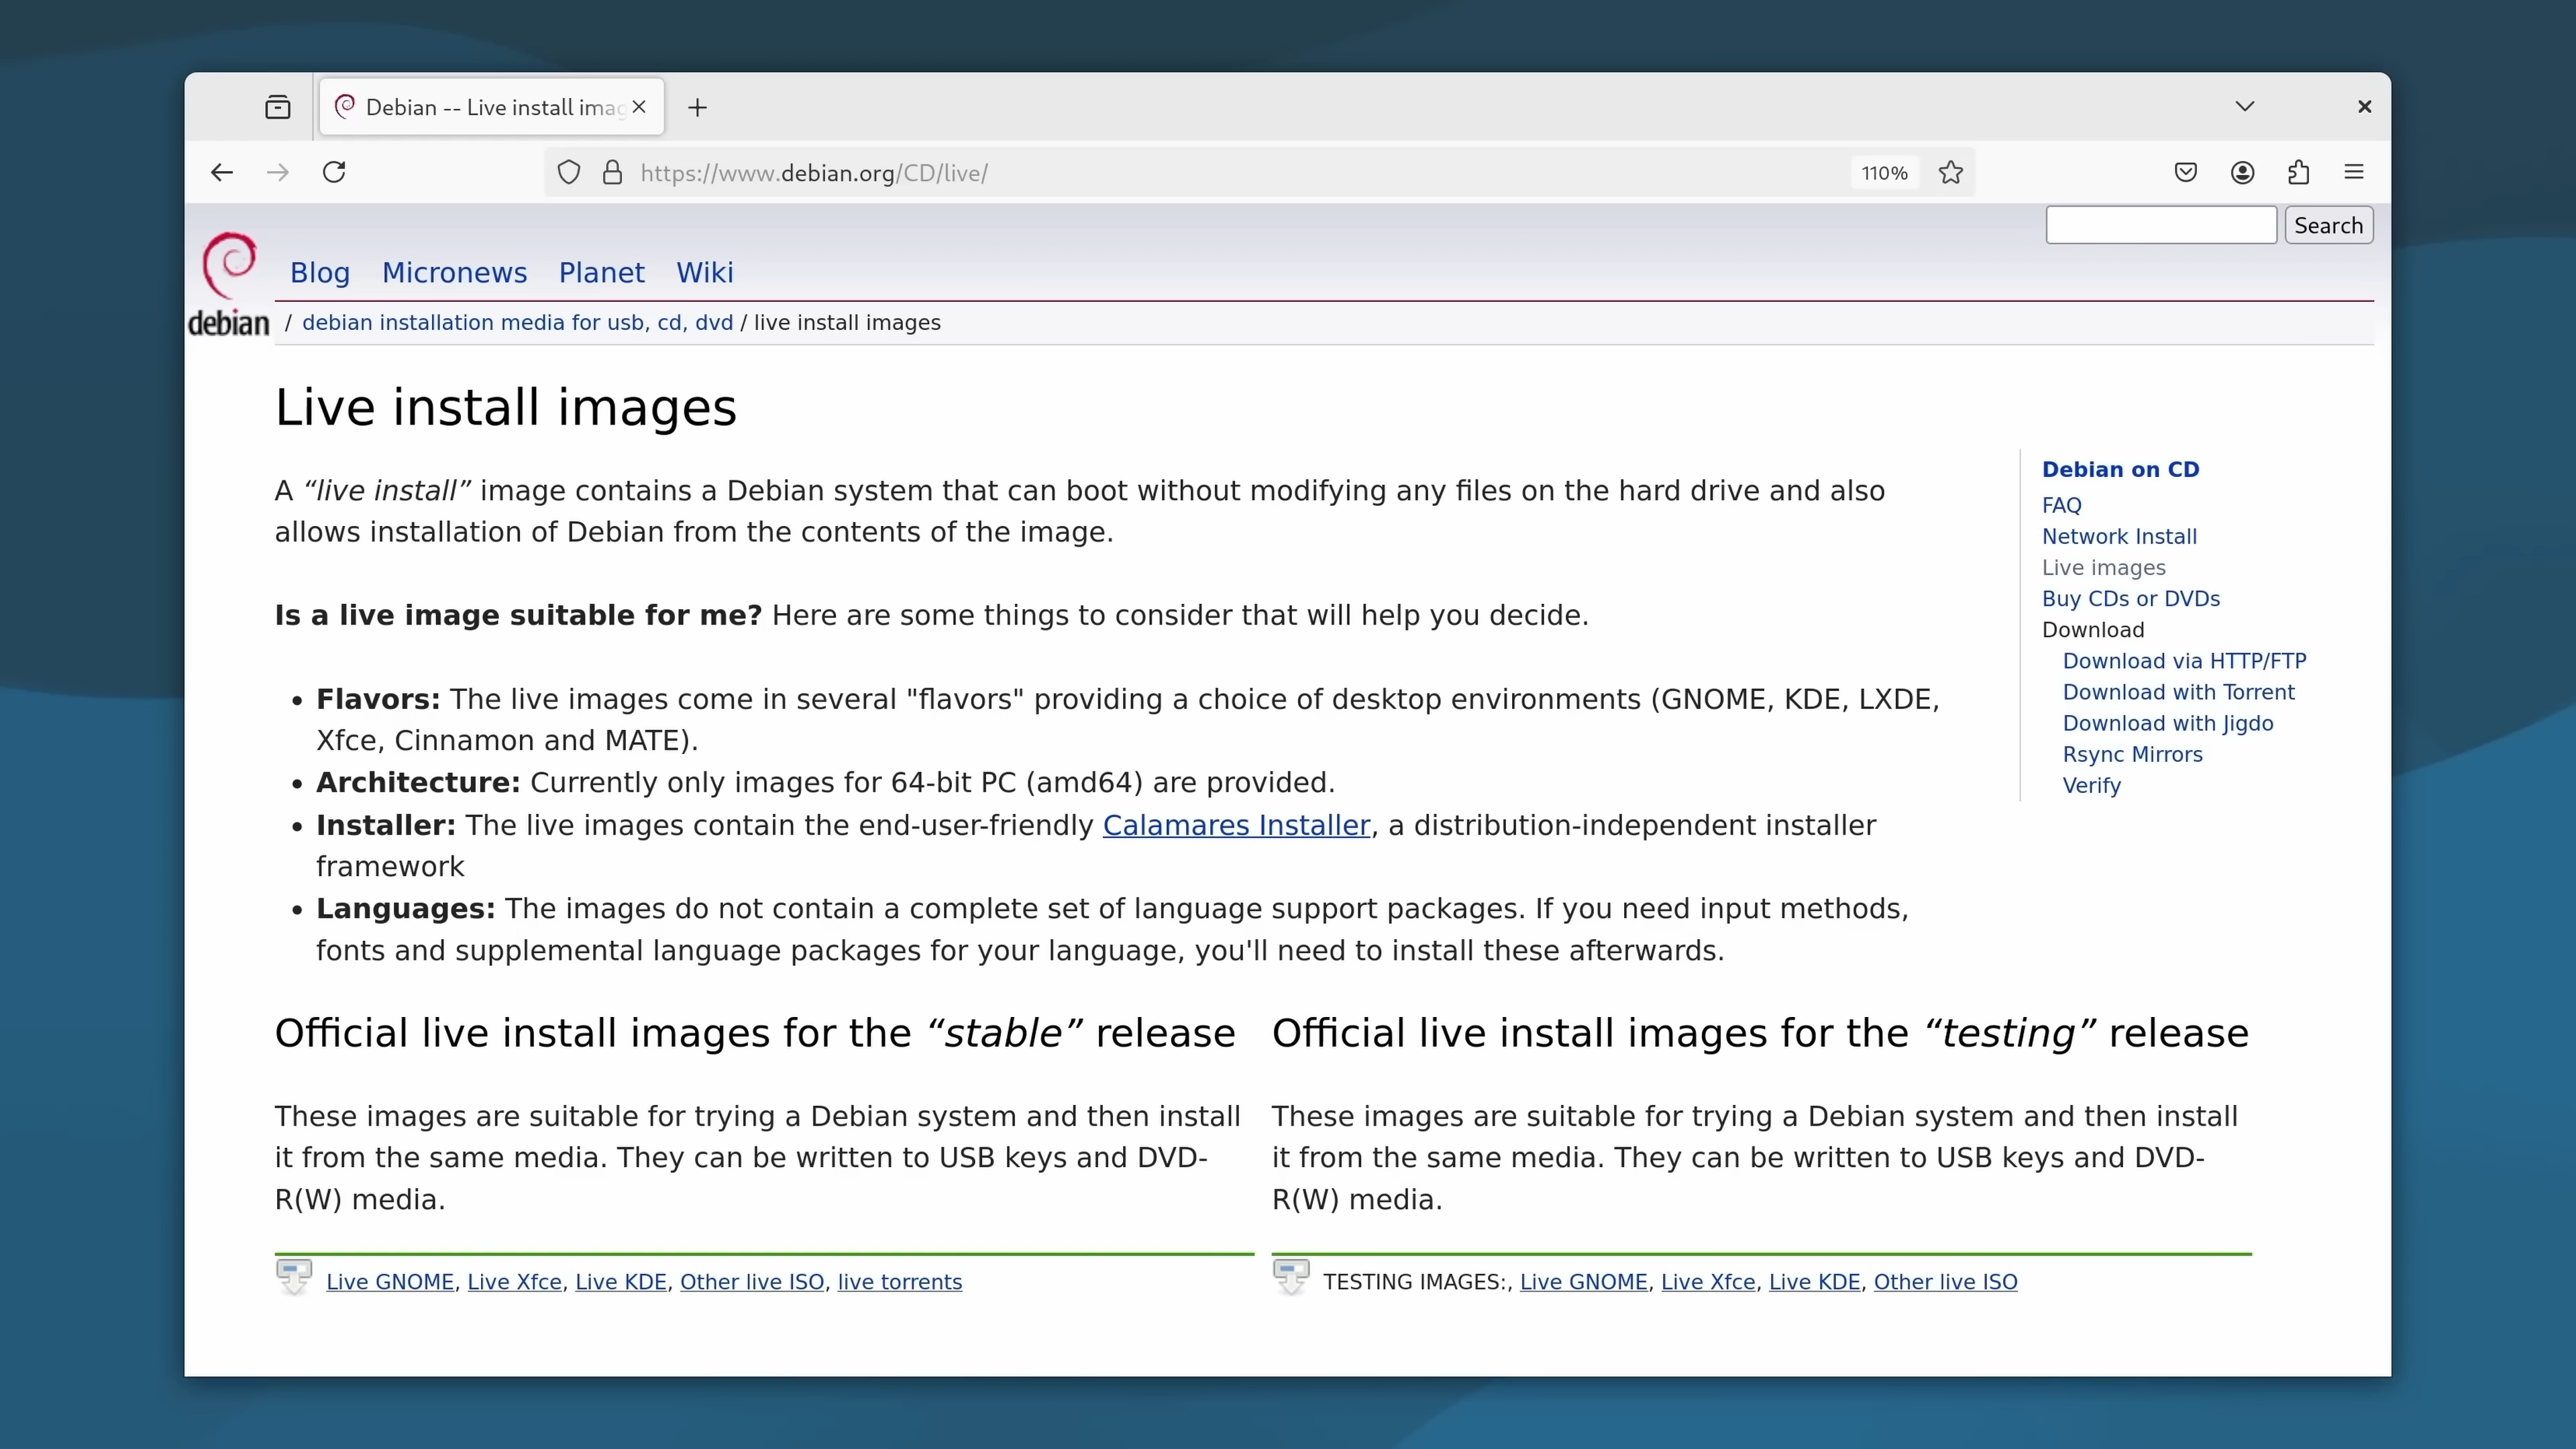 Debian -- Live install imag
https://www.debian.org/CD/live/
110%
Search
Blog Micronews Planet Wiki
debian
/ debian installation media for usb, cd, dvd / live install images
Live install images
A “live install” image contains a Debian system that can boot without modifying any files on the hard drive and also
allows installation of Debian from the contents of the image.
Is a live image suitable for me? Here are some things to consider that will help you decide.
• Flavors: The live images come in several "flavors" providing a choice of desktop environments (GNOME, KDE, LXDE,
Xfce, Cinnamon and MATE).
• Architecture: Currently only images for 64-bit PC (amd64) are provided.
• Installer: The live images contain the end-user-friendly Calamares Installer, a distribution-independent installer
framework
• Languages: The images do not contain a complete set of language support packages. If you need input methods,
fonts and supplemental language packages for your language, you'll need to install these afterwards.
Debian on CD
FAQ
Network Install
Live images
Buy CDs or DVDs
Download
Download via HTTP/FTP
Download with Torrent
Download with Jigdo
Rsync Mirrors
Verify
Official live install images for the “stable” release
These images are suitable for trying a Debian system and then install
it from the same media. They can be written to USB keys and DVD-
R(W) media.
Live GNOME, Live Xfce, Live KDE, Other live ISO, live torrents
Official live install images for the “testing” release
These images are suitable for trying a Debian system and then install
it from the same media. They can be written to USB keys and DVD-
R(W) media.
TESTING IMAGES:, Live GNOME, Live Xfce, Live KDE, Other live ISO